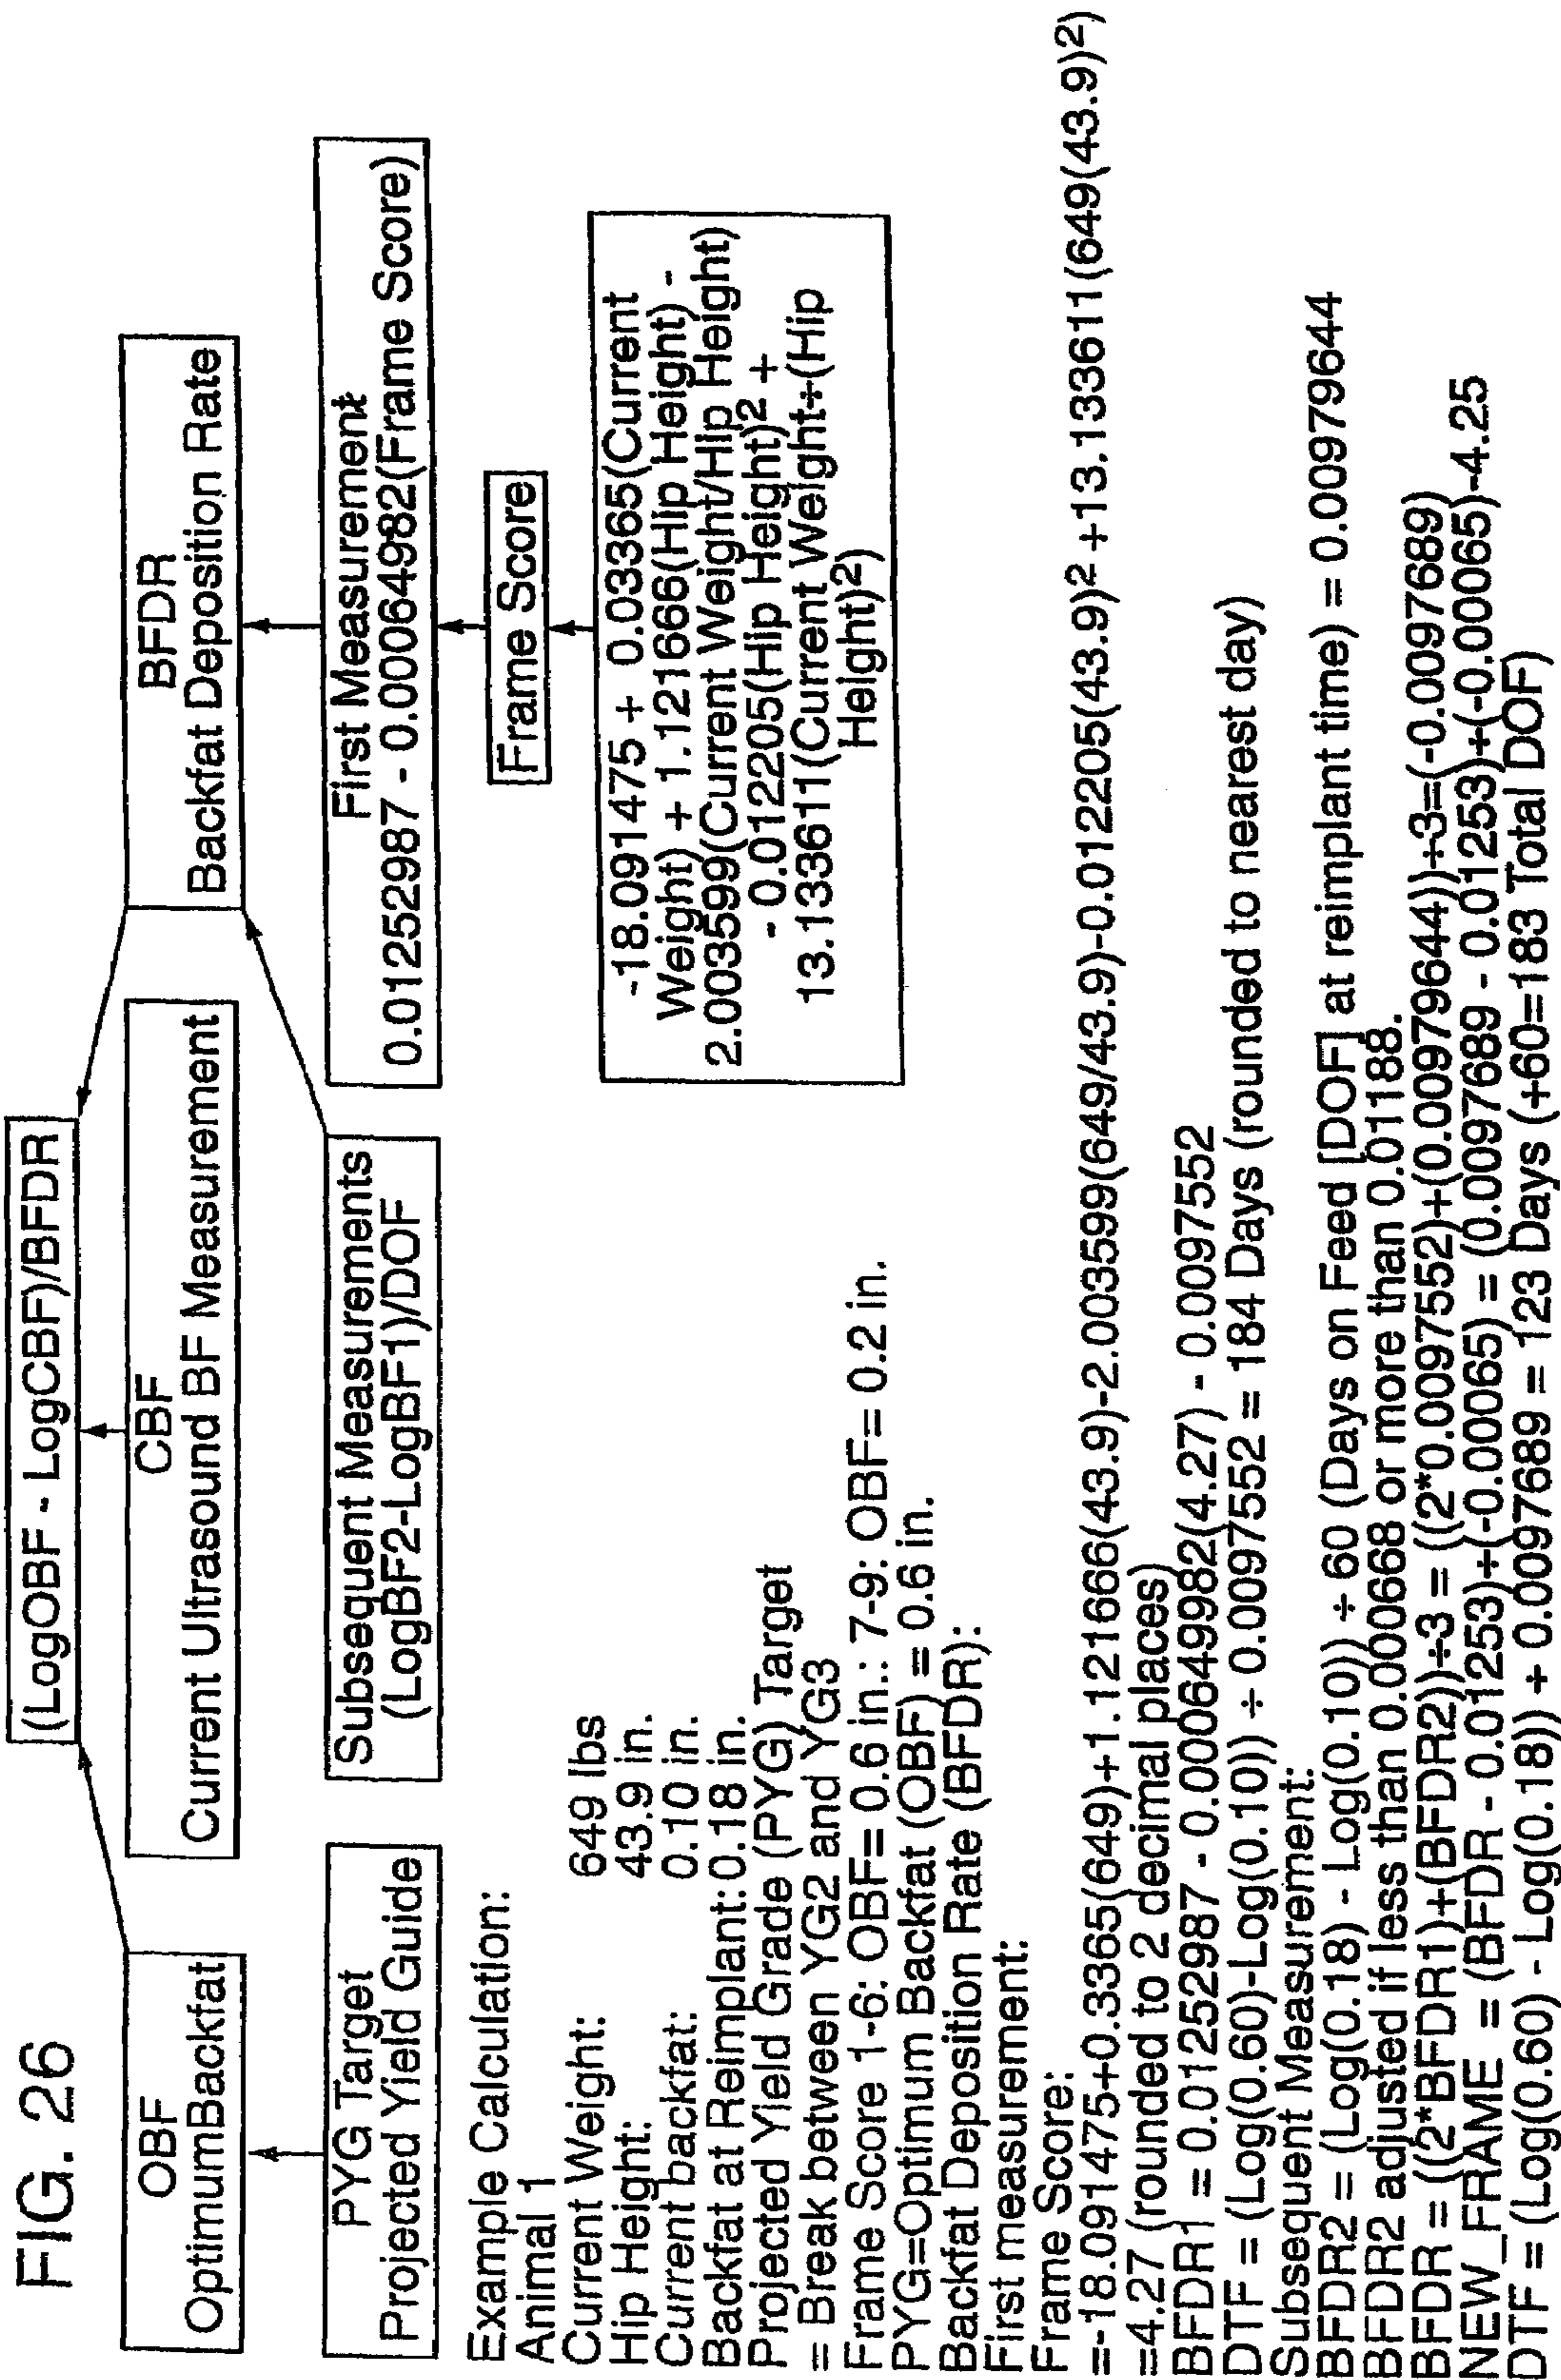 FIG. 26
(LogOBF - LogCBF)/BFDR
OBF
OptimumBackfat
CBF
Current Ultrasound BF Measurement
BFDR
Backfat Deposition Rate
PYG Target
Projected Yield Guide
Subsequent Measurements
(LogBF2-LogBF1)/DOF
First Measurement
0.01252987 - 0.00064982(Frame Score)
Frame Score
-18.091475 + 0.03365(Current
Weight) + 1.121666(Hip Height) -
2.003599(Current Weight/Hip Height)
- 0.012205(Hip Height)² +
13.133611(Current Weight÷(Hip
Height)²)
Example Calculation:
Animal 1
Current Weight: 649 lbs
Hip Height: 43.9 in.
Current backfat: 0.10 in.
Backfat at Reimplant: 0.18 in.
Projected Yield Grade (PYG) Target
= Break between YG2 and YG3
Frame Score 1-6: OBF= 0.6 in.: 7-9: OBF= 0.2 in.
PYG=Optimum Backfat (OBF) = 0.6 in.
Backfat Deposition Rate (BFDR):
First measurement:
Frame Score:
=-18.091475+0.3365(649)+1.121666(43.9)-2.003599(649/43.9)-0.012205(43.9)² +13.133611(649(43.9)²)
=4.27 (rounded to 2 decimal places)
BFDR1 = 0.01252987 - 0.000649982(4.27) - 0.0097552
DTF = (Log(0.60)-Log(0.10)) ÷ 0.0097552 = 184 Days (rounded to nearest day)
Subsequent Measurement:
BFDR2 = (Log(0.18) - Log(0.10)) ÷ 60 (Days on Feed [DOF] at reimplant time) = 0.00979644
BFDR2 adjusted if less than 0.000668 or more than 0.01188.
BFDR = ((2*BFDR1)+(BFDR2))÷3 = ((2*0.0097552)+(0.00979644))÷3=(-0.0097689)
NEW_FRAME = (BFDR - 0.01253)÷(-0.00065) = (0.0097689 - 0.01253)÷(-0.00065)-4.25
DTF = (Log(0.60) - Log(0.18)) + 0.0097689 = 123 Days (+60=183 Total DOF)